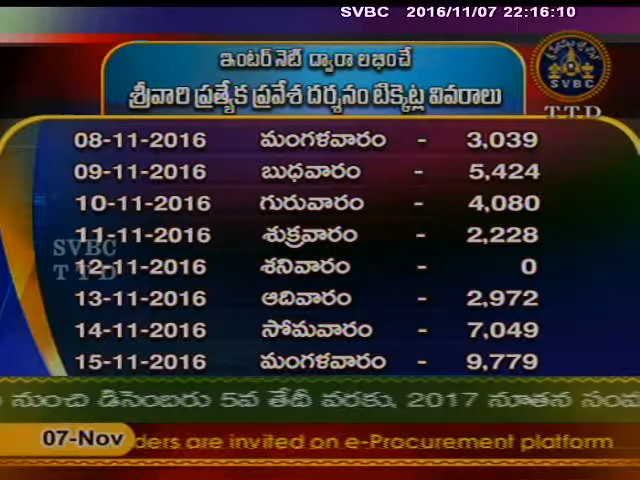 SVBC 2016/11/07 22:16:10
ఇంటర్ నెట్ ద్వారా లభించే
శ్రీవారి ప్రత్యేక ప్రవేశ దర్శనం టిక్కెట్ల వివరాలు
SVBC
TTD
08-11-2016 మంగళవారం - 3,039
09-11-2016 బుధవారం - 5,424
10-11-2016 గురువారం - 4,080
11-11-2016 శుక్రవారం - 2,228
SVBC
12-11-2016 శనివారం - 0
TTD
13-11-2016 ఆదివారం - 2,972
14-11-2016 సోమవారం - 7,049
15-11-2016 మంగళవారం - 9,779
నుంచి డిసెంబరు 5వ తేదీ వరకు, 2017 నూతన సంవ
07-Nov ders are invited on e-Procurement platform